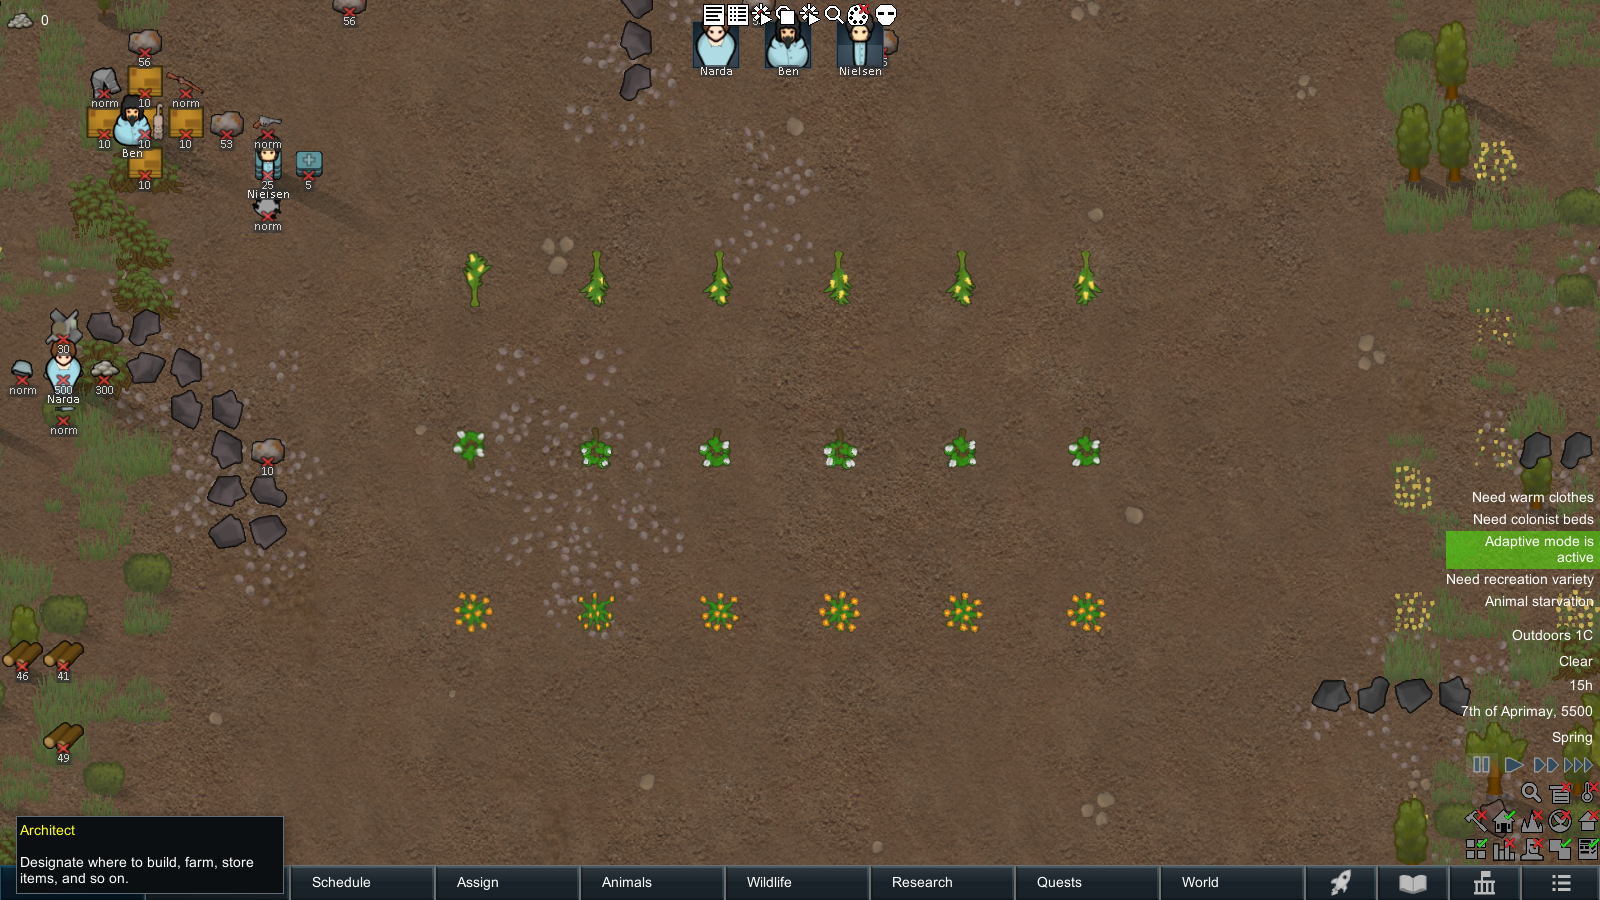 0
56
Narda
Ben
Nielsen
56
norm
10
norm
10
10
10
53
norm
Ben
10
25
5
Nielsen
norm
30
norm
500
300
Narda
norm
10
Need warm clothes
Need colonist beds
Adaptive mode is
active
Need recreation variety
Animal starvation
Outdoors 1C
Clear
15h
7th of Aprimay, 5500
Spring
46
41
49
Architect
Designate where to build, farm, store
items, and so on.
Schedule
Assign
Animals
Wildlife
Research
Quests
World